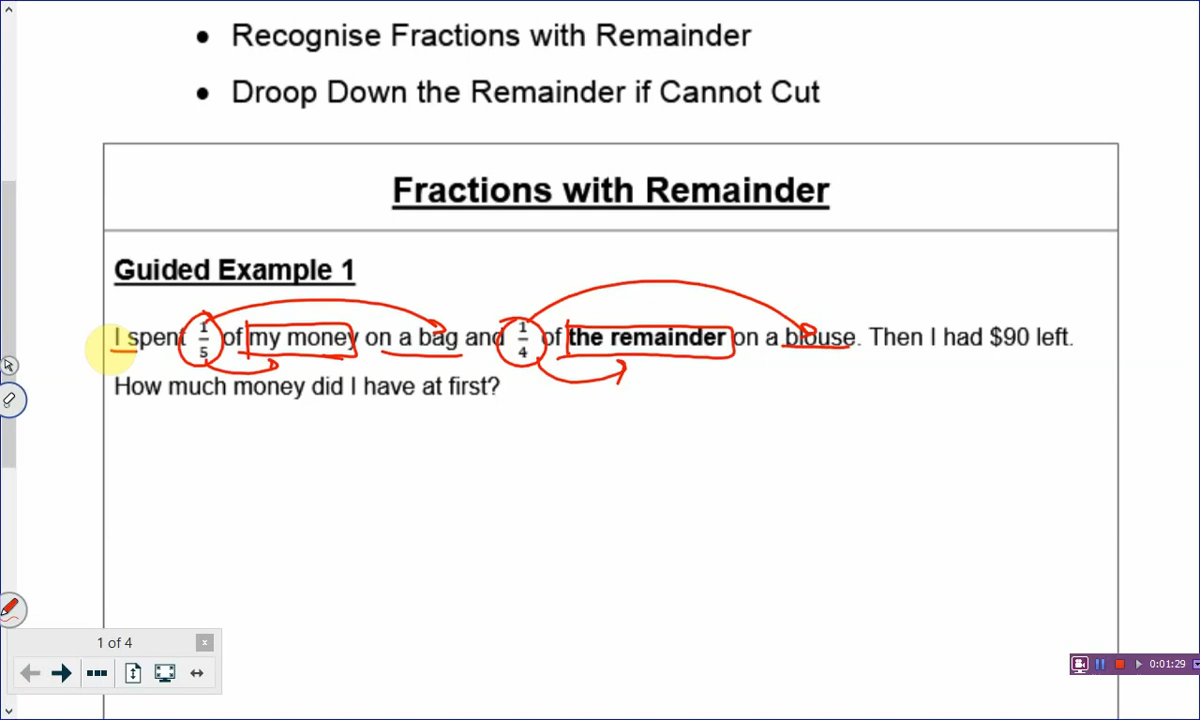 • Recognise Fractions with Remainder
• Droop Down the Remainder if Cannot Cut
Fractions with Remainder
Guided Example 1
I spent 1/5 of my money on a bag and 1/4 of the remainder on a blouse. Then I had $90 left.
How much money did I have at first?
1 of 4
0:01:29